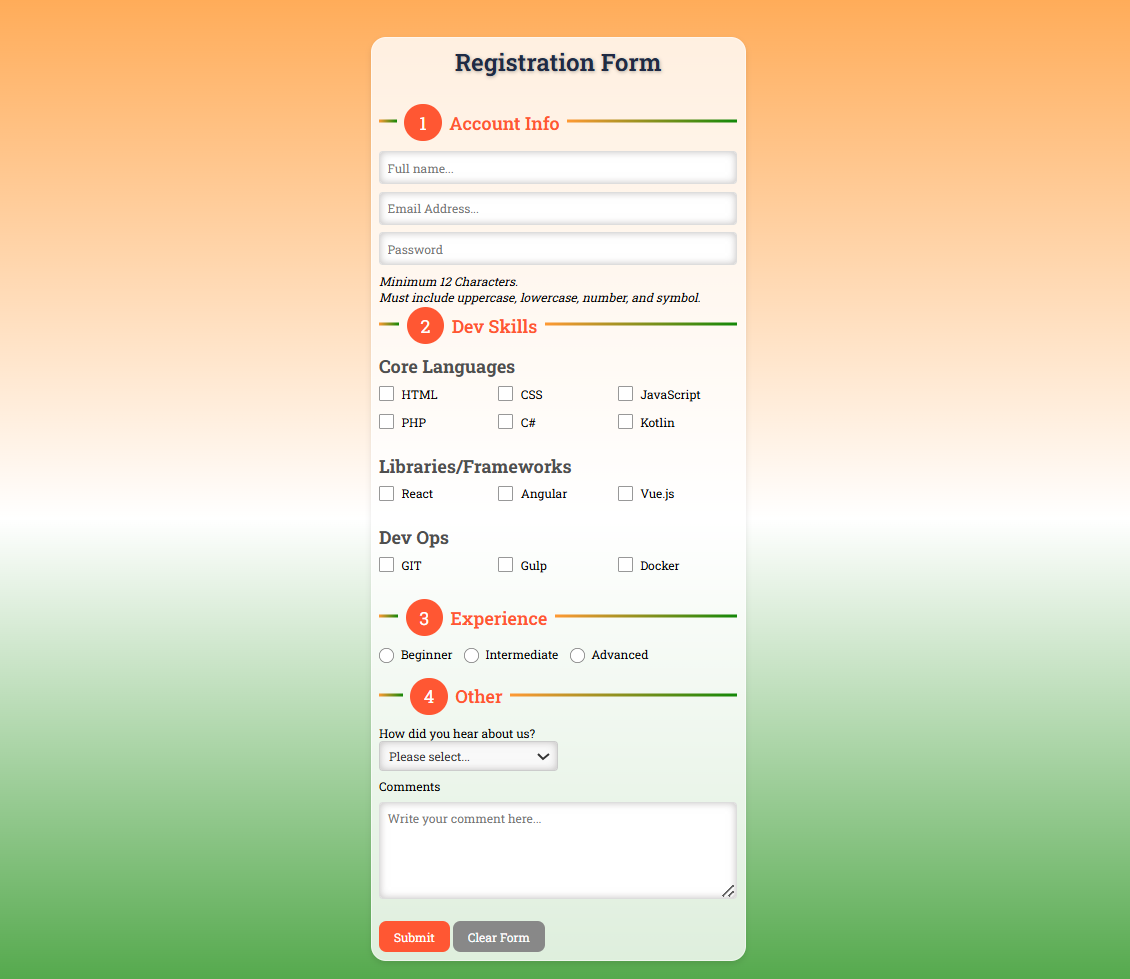 Registration Form
1 Account Info
Full name...
Email Address...
Password
Minimum 12 Characters.
Must include uppercase, lowercase, number, and symbol.
2 Dev Skills
Core Languages
HTML CSS JavaScript
PHP C# Kotlin
Libraries/Frameworks
React Angular Vue.js
Dev Ops
GIT Gulp Docker
3 Experience
Beginner Intermediate Advanced
4 Other
How did you hear about us?
Please select...
Comments
Write your comment here...
Submit Clear Form